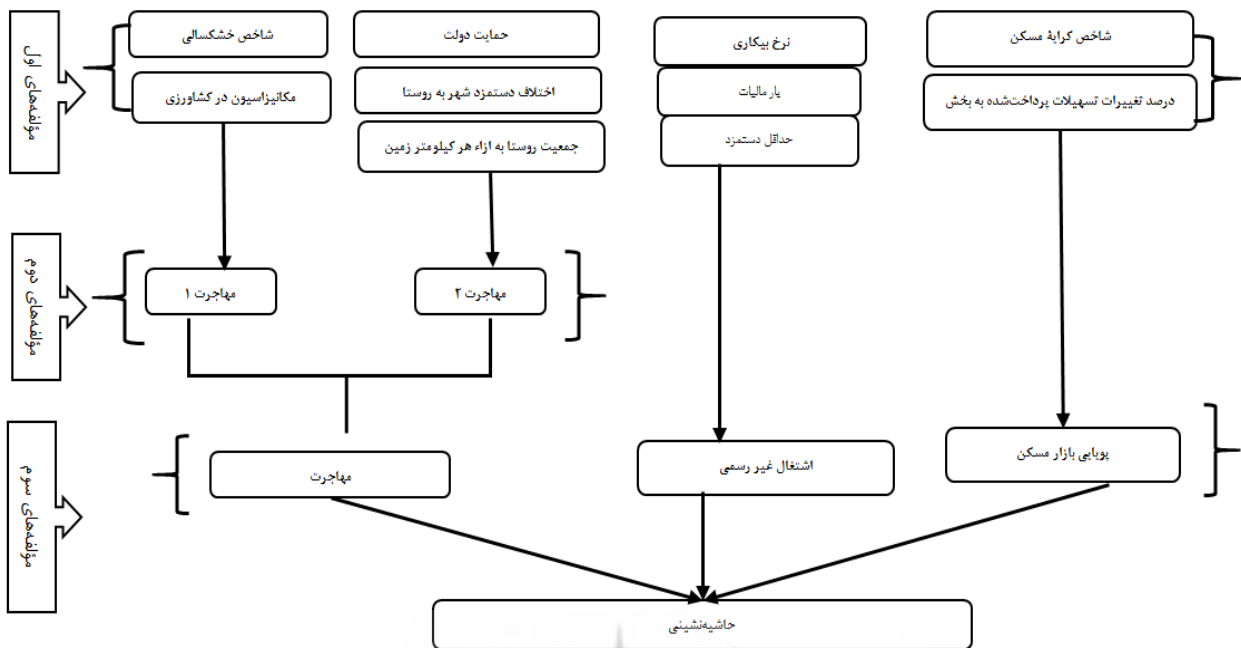 مؤلفه‌های اول
شاخص کرایۀ مسکن
درصد تغییرات تسهیلات پرداخت‌شده به بخش
نرخ بیکاری
یار مالیات
حداقل دستمزد
حمایت دولت
اختلاف دستمزد شهر به روستا
جمعیت روستا به ازاء هر کیلومتر زمین
شاخص خشکسالی
مکانیزاسیون در کشاورزی
مؤلفه‌های دوم
مهاجرت ۲
مهاجرت ۱
مؤلفه‌های سوم
پویایی بازار مسکن
اشتغال غیر رسمی
مهاجرت
حاشیه‌نشینی